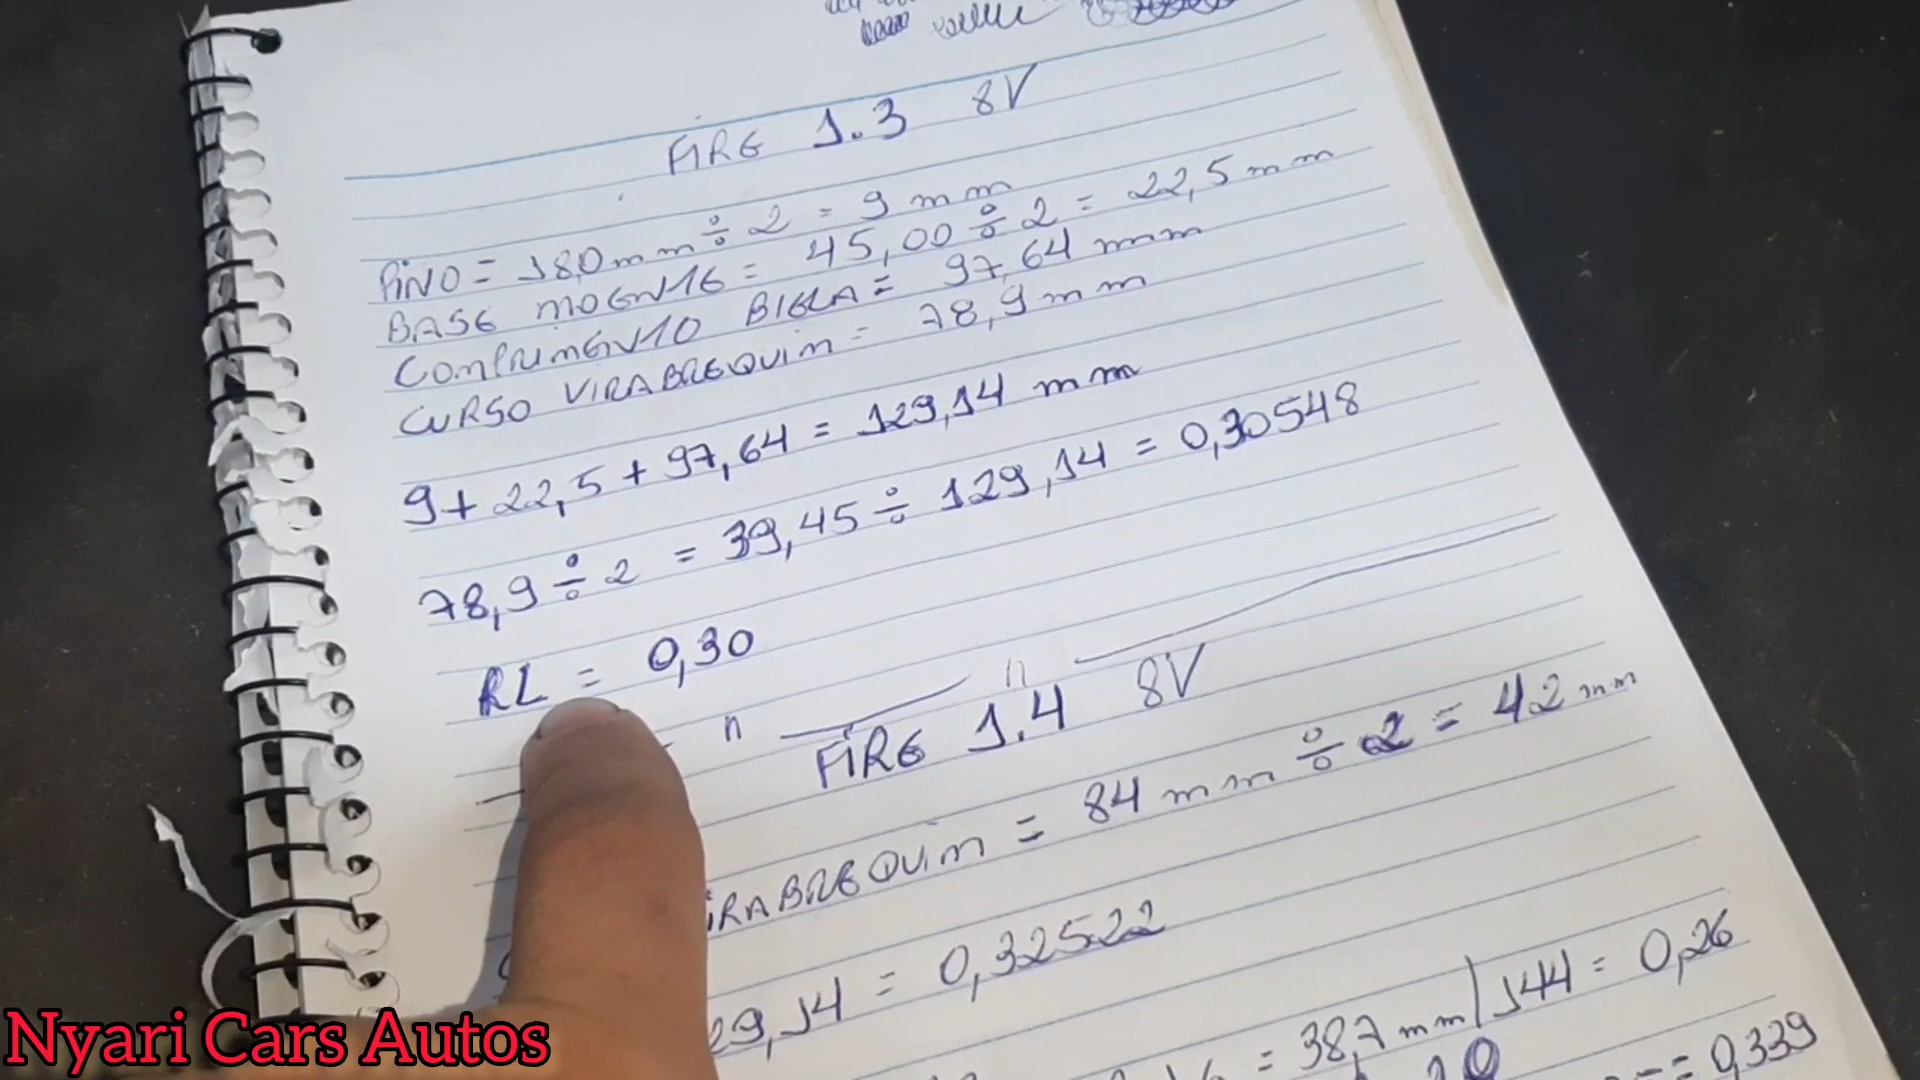 FIRE 1.3 8V
PINO = 18,0 mm ÷ 2 = 9 mm
BASE MOENTE = 45,00 ÷ 2 = 22,5 mm
COMPRIMENTO BIELA = 97,64 mm
CURSO VIRABREQUIM = 78,9 mm
9 + 22,5 + 97,64 = 129,14 mm
78,9 ÷ 2 = 39,45 ÷ 129,14 = 0,30548
RL = 0,30
FIRE 1.4 8V
IRABREQUIM = 84 mm ÷ 2 = 42 mm
29,14 = 0,32522
= 38,7 mm / 144 = 0,26
= 0,339
Nyari Cars Autos